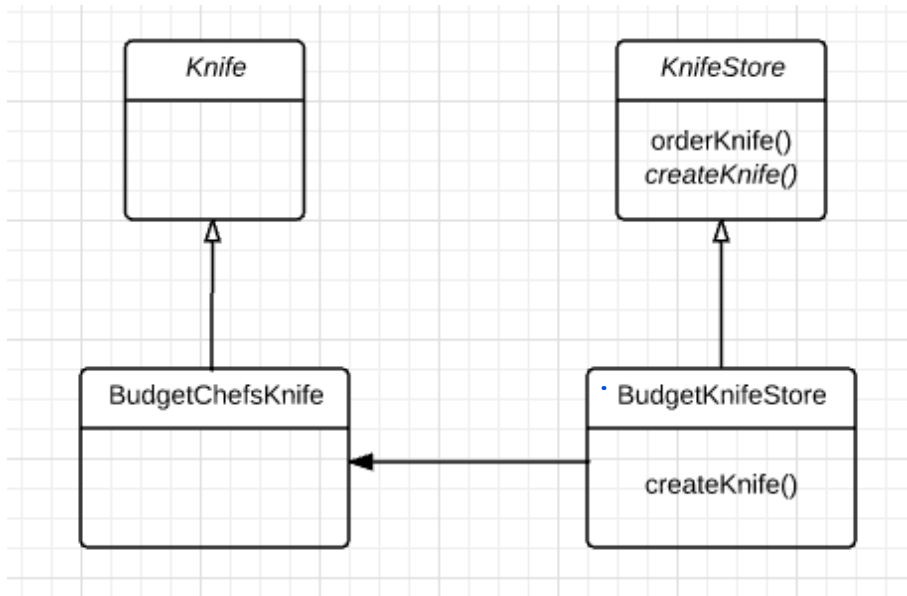 Knife
KnifeStore
orderKnife()
createKnife()
BudgetChefsKnife
BudgetKnifeStore
createKnife()